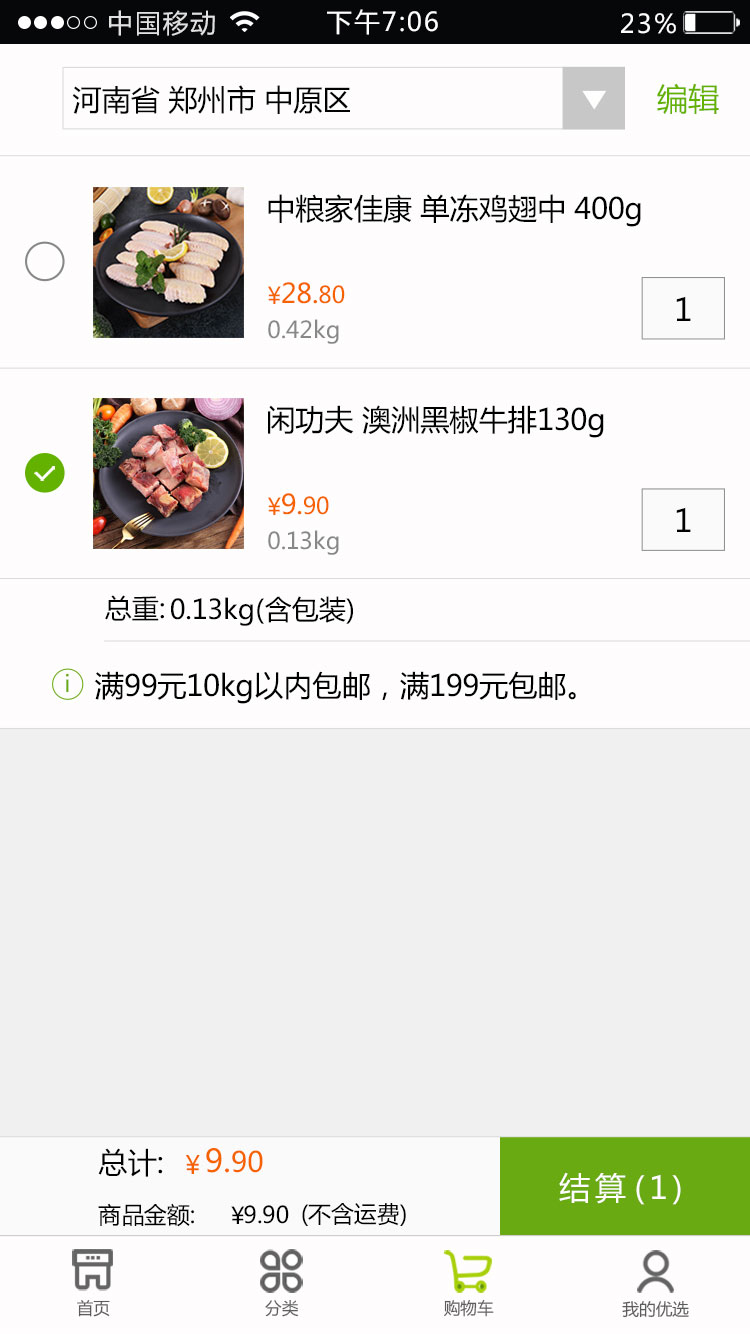 中国移动 下午7:06 23%
河南省 郑州市 中原区 编辑
中粮家佳康 单冻鸡翅中 400g
¥28.80
0.42kg
1
闲功夫 澳洲黑椒牛排130g
¥9.90
0.13kg
1
总重:0.13kg(含包装)
满99元10kg以内包邮，满199元包邮。
总计: ¥9.90
商品金额: ¥9.90 (不含运费)
结算(1)
首页 分类 购物车 我的优选